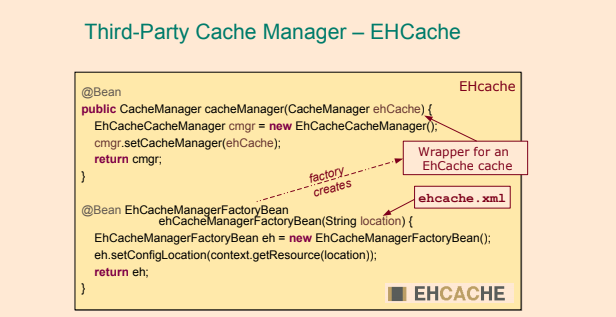 Third-Party Cache Manager – EHCache
EHcache
@Bean
public CacheManager cacheManager(CacheManager ehCache) {
EhCacheCacheManager cmgr = new EhCacheCacheManager();
cmgr.setCacheManager(ehCache);
return cmgr;
}
Wrapper for an
EhCache cache
factory
creates
ehcache.xml
@Bean EhCacheManagerFactoryBean
ehCacheManagerFactoryBean(String location) {
EhCacheManagerFactoryBean eh = new EhCacheManagerFactoryBean();
eh.setConfigLocation(context.getResource(location));
return eh;
}
EHCACHE